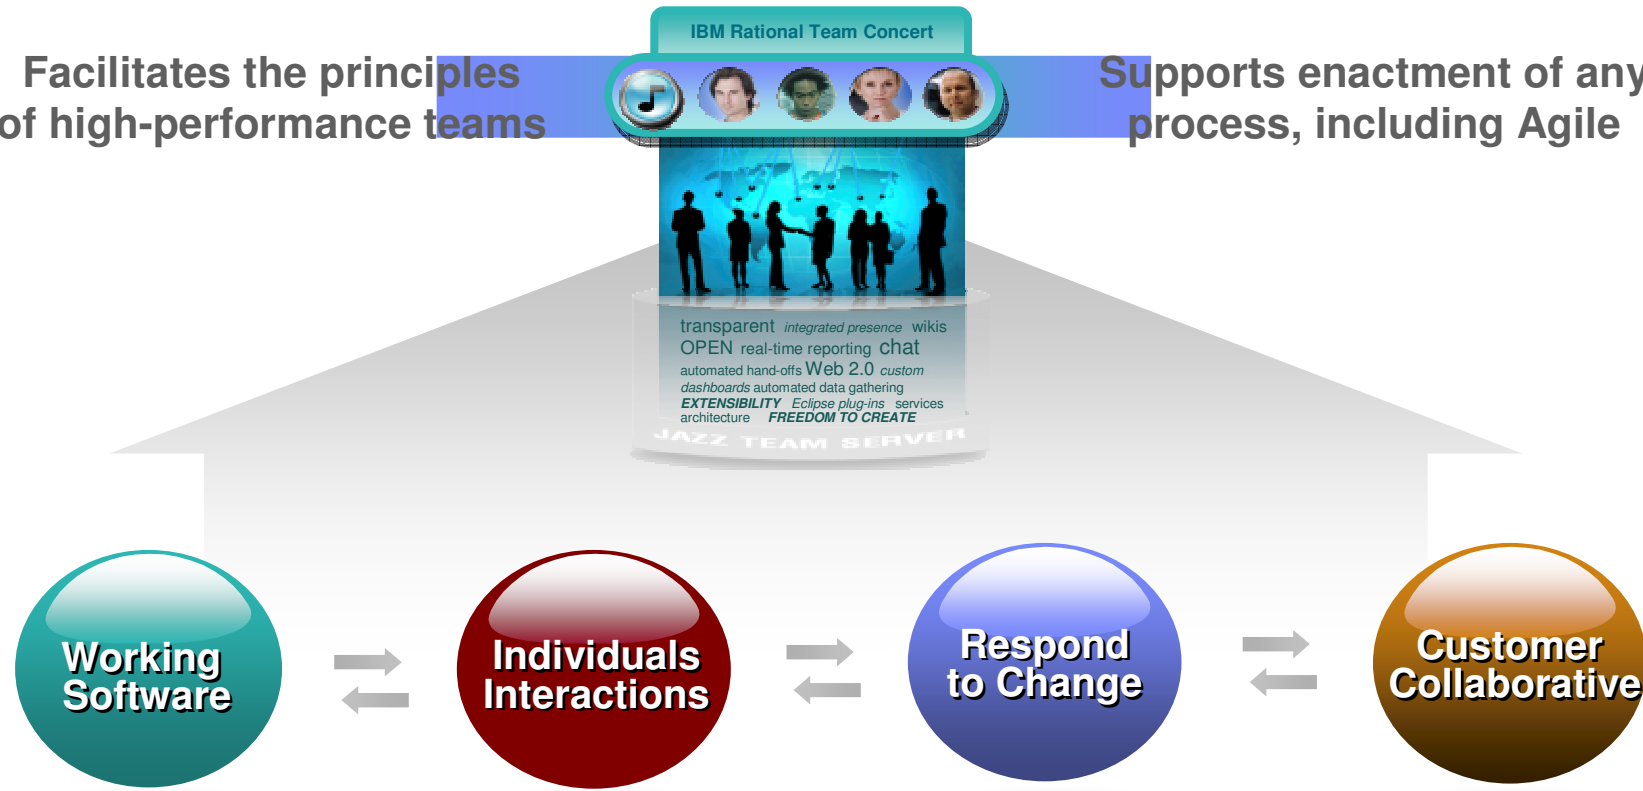 IBM Rational Team Concert
Facilitates the principles
of high-performance teams
Supports enactment of any
process, including Agile
transparent integrated presence wikis
OPEN real-time reporting chat
automated hand-offs Web 2.0 custom
dashboards automated data gathering
EXTENSIBILITY Eclipse plug-ins services
architecture FREEDOM TO CREATE
JAZZ TEAM SERVER
Working
Software
Individuals
Interactions
Respond
to Change
Customer
Collaborative